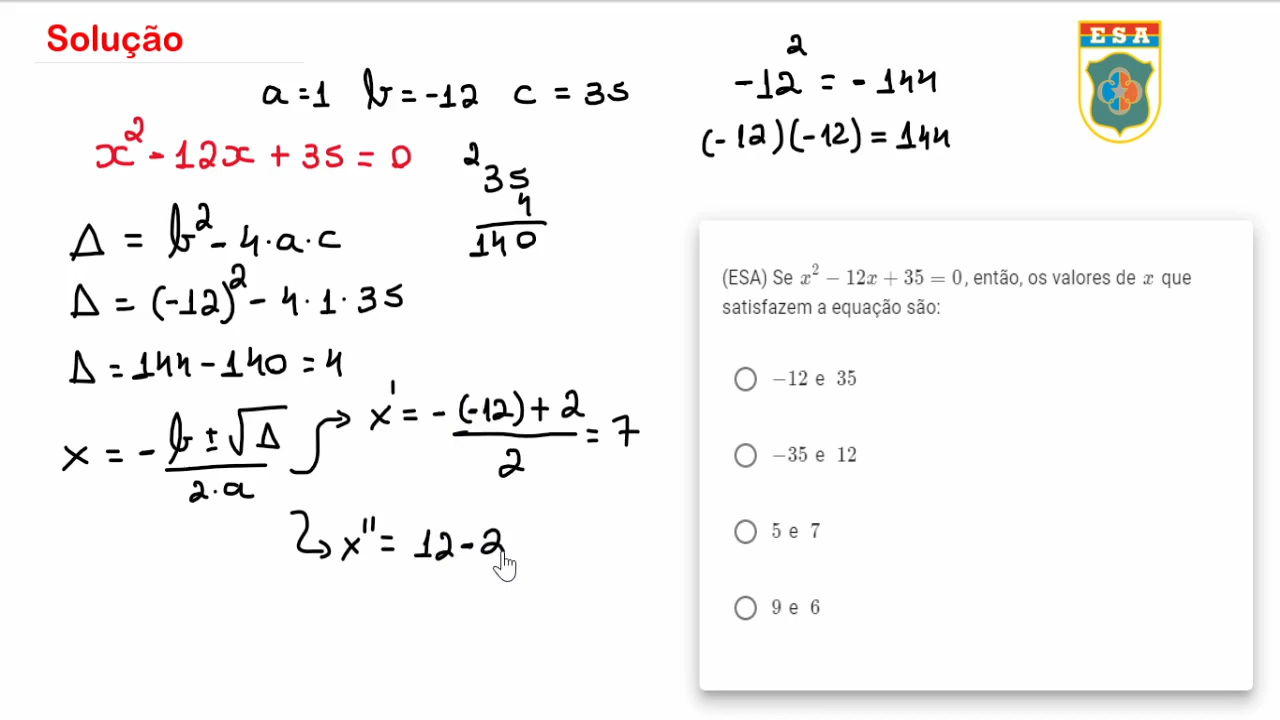 Solução
a = 1 b = -12 c = 35
x² - 12x + 35 = 0
Δ = b² - 4·a·c
Δ = (-12)² - 4·1·35
Δ = 144 - 140 = 4
x = - b ± √Δ / 2·a
x' = - (-12) + 2 / 2 = 7
x'' = 12 - 2
2
35
4
140
-12² = - 144
(-12)(-12) = 144
ESA
(ESA) Se x² − 12x + 35 = 0, então, os valores de x que
satisfazem a equação são:
−12 e 35
−35 e 12
5 e 7
9 e 6